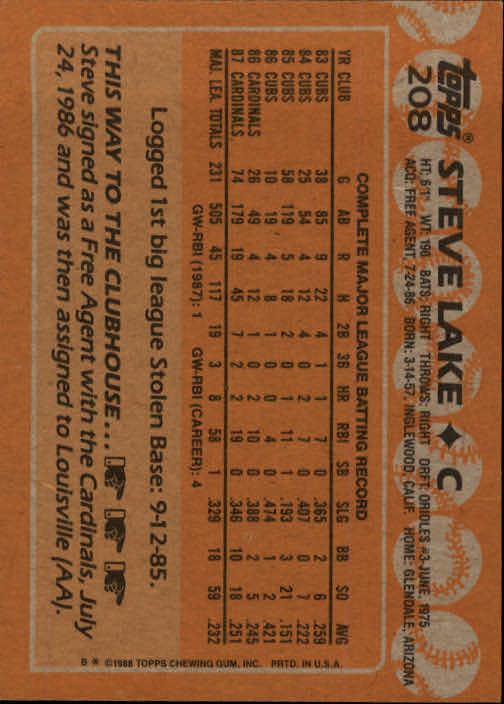 topps
208
STEVE LAKE ◆ C
HT: 6'1" WT: 190 BATS: RIGHT THROWS: RIGHT DRFT: ORIOLES #3-JUNE, 1975
ACQ: FREE AGENT, 7-24-86 BORN: 3-14-57, INGLEWOOD, CALIF. HOME: GLENDALE, ARIZONA
COMPLETE MAJOR LEAGUE BATTING RECORD
YR CLUB G AB R H 2B 3B HR RBI SB SLG BB SO AVG
83 CUBS 38 85 9 22 4 1 1 7 0 .365 2 6 .259
84 CUBS 25 54 4 12 4 0 2 7 0 .407 0 7 .222
85 CUBS 58 119 5 18 2 0 1 11 1 .193 3 21 .151
86 CUBS 10 19 4 8 1 0 0 4 0 .474 1 2 .421
86 CARDINALS 26 49 4 12 1 0 2 10 0 .388 2 5 .245
87 CARDINALS 74 179 19 45 7 2 2 19 0 .346 10 18 .251
MAJ. LEA. TOTALS 231 505 45 117 19 3 8 58 1 .329 18 59 .232
GW-RBI (1987): 1 GW-RBI (CAREER): 4
Logged 1st big league Stolen Base: 9-12-85.
THIS WAY TO THE CLUBHOUSE...
Steve signed as a Free Agent with the Cardinals, July
24, 1986 and was then assigned to Louisville (AA).
B * ©1988 TOPPS CHEWING GUM, INC. PRTD. IN U.S.A.